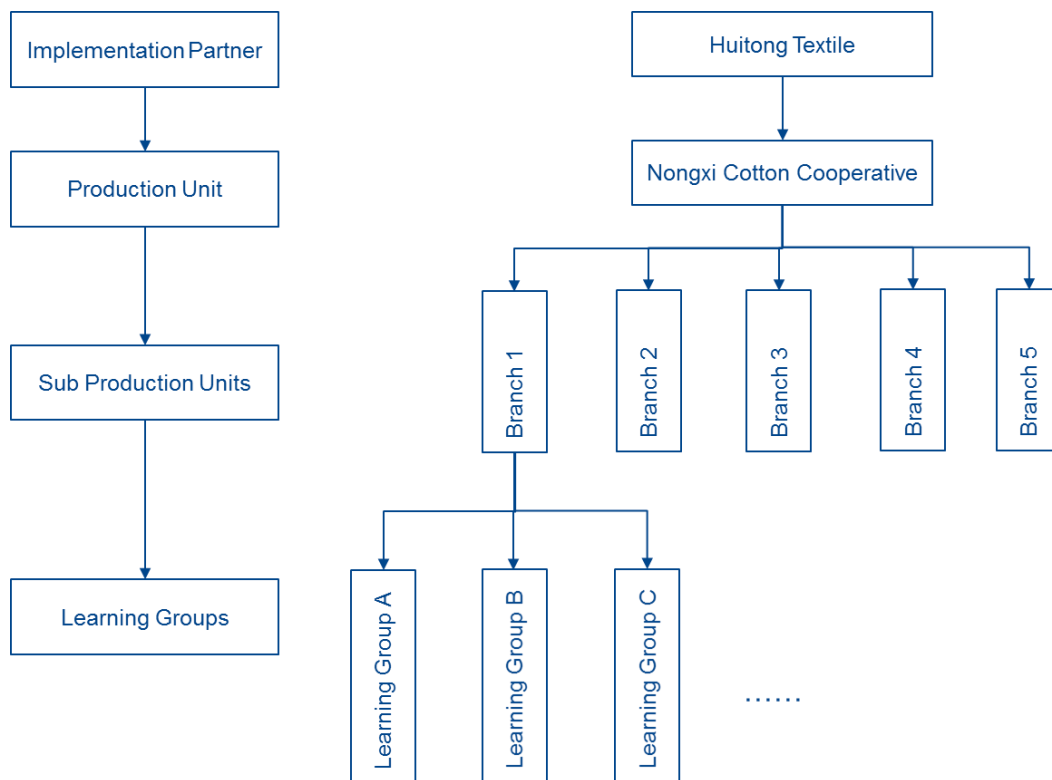 Implementation Partner
Huitong Textile
Production Unit
Nongxi Cotton Cooperative
Sub Production Units
Branch 1
Branch 2
Branch 3
Branch 4
Branch 5
Learning Groups
Learning Group A
Learning Group B
Learning Group C
......